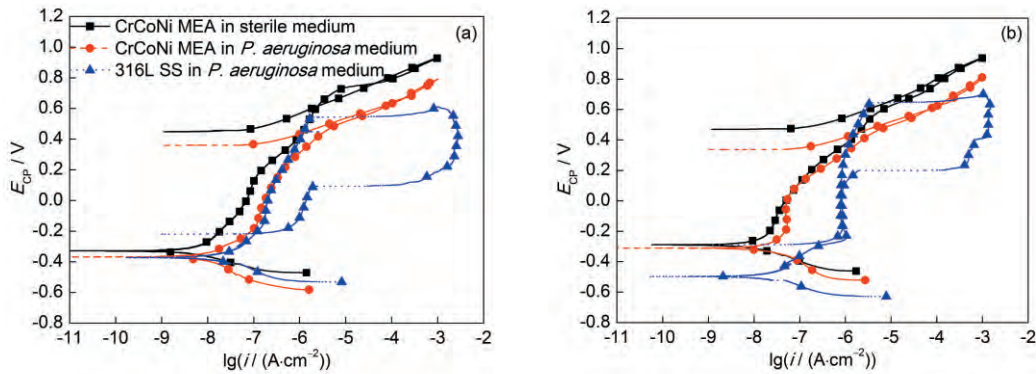 (a)
CrCoNi MEA in sterile medium
CrCoNi MEA in P. aeruginosa medium
316L SS in P. aeruginosa medium
1.2
1.0
0.8
0.6
0.4
0.2
0.0
-0.2
-0.4
-0.6
-0.8
E_CP / V
-11 -10 -9 -8 -7 -6 -5 -4 -3 -2
lg(i / (A·cm⁻²))
(b)
1.2
1.0
0.8
0.6
0.4
0.2
0.0
-0.2
-0.4
-0.6
-0.8
E_CP / V
-11 -10 -9 -8 -7 -6 -5 -4 -3 -2
lg(i / (A·cm⁻²))